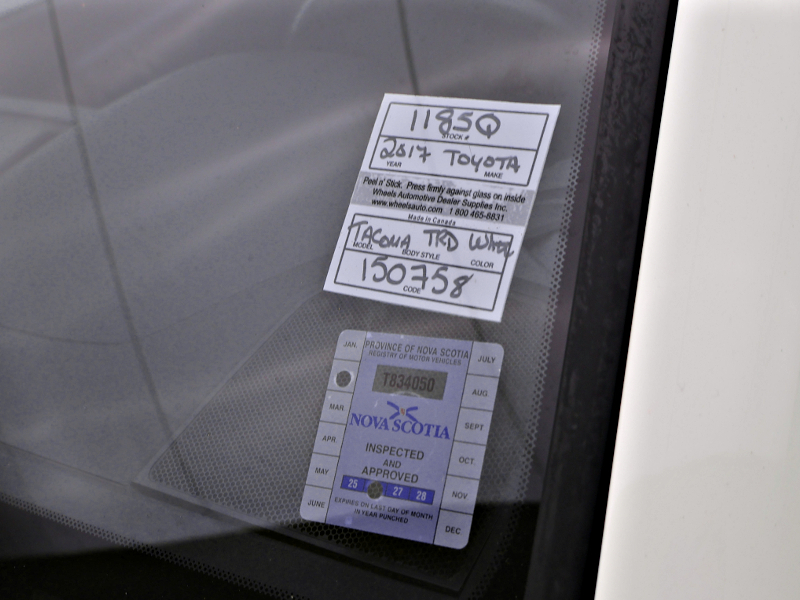 1185Q
STOCK #
2017 TOYOTA
YEAR MAKE
Peel n' Stick. Press firmly against glass on inside
Wheels Automotive Dealer Supplies Inc.
www.wheelsauto.com 1 800 465-8831
Made in Canada
TACOMA TRD White
MODEL BODY STYLE COLOR
150758
CODE
PROVINCE OF NOVA SCOTIA
REGISTRY OF MOTOR VEHICLES
T834050
NOVA SCOTIA
INSPECTED
AND
APPROVED
25 27 28
EXPIRES ON LAST DAY OF MONTH
IN YEAR PUNCHED
JAN.
MAR.
APR.
MAY
JUNE
JULY
AUG.
SEPT
OCT
NOV
DEC